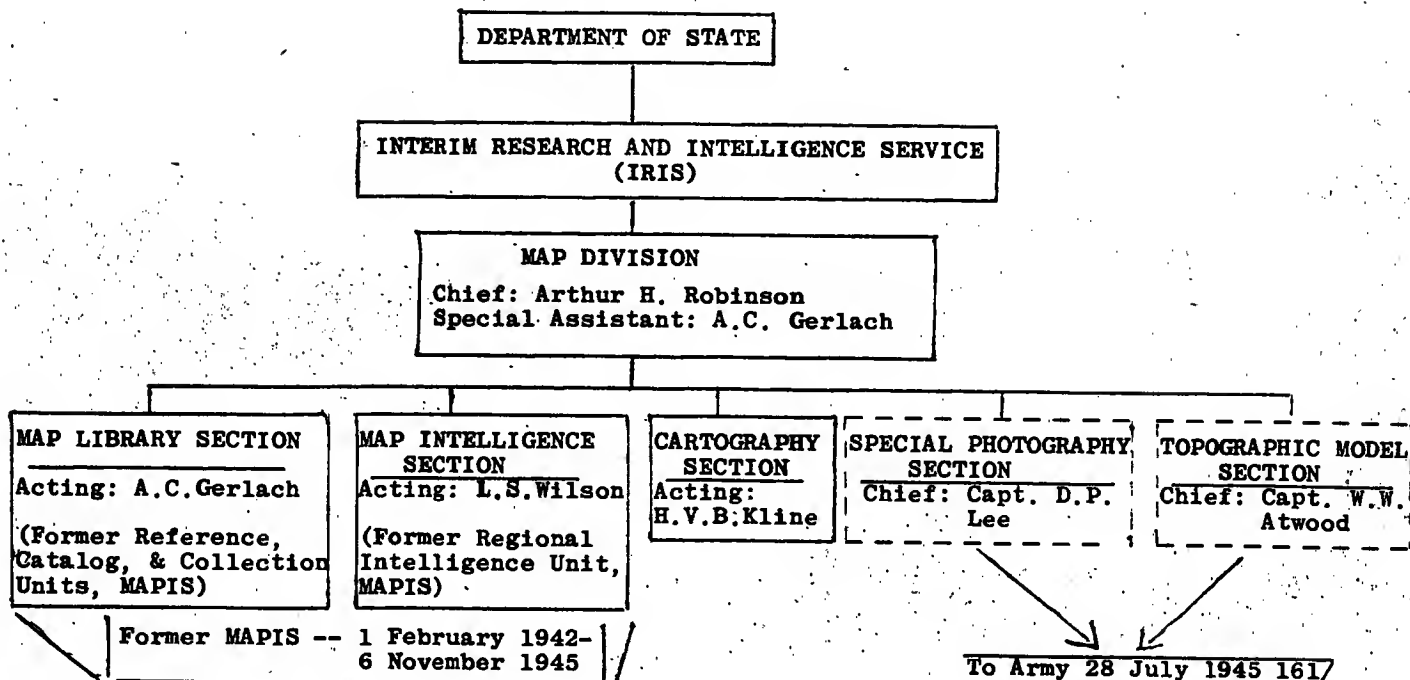 DEPARTMENT OF STATE
INTERIM RESEARCH AND INTELLIGENCE SERVICE
(IRIS)
MAP DIVISION
Chief: Arthur H. Robinson
Special Assistant: A.C. Gerlach
MAP LIBRARY SECTION
Acting: A.C.Gerlach
(Former Reference,
Catalog, & Collection
Units, MAPIS)
MAP INTELLIGENCE
SECTION
Acting: L.S.Wilson
(Former Regional
Intelligence Unit,
MAPIS)
CARTOGRAPHY
SECTION
Acting:
H.V.B.Kline
SPECIAL PHOTOGRAPHY
SECTION
Chief: Capt. D.P.
Lee
TOPOGRAPHIC MODEL
SECTION
Chief: Capt. W.W.
Atwood
Former MAPIS -- 1 February 1942-
6 November 1945
To Army 28 July 1945 161/